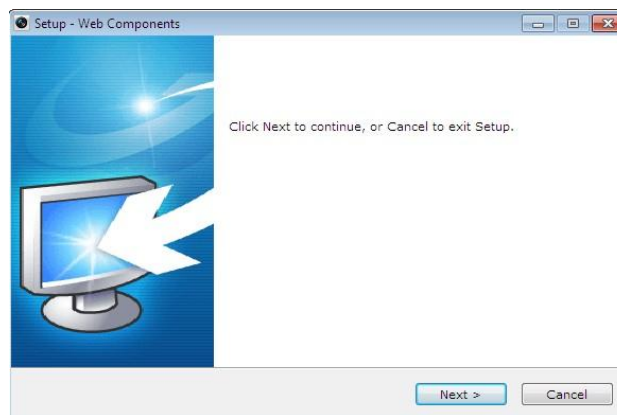 Setup - Web Components
Click Next to continue, or Cancel to exit Setup.
Next >
Cancel